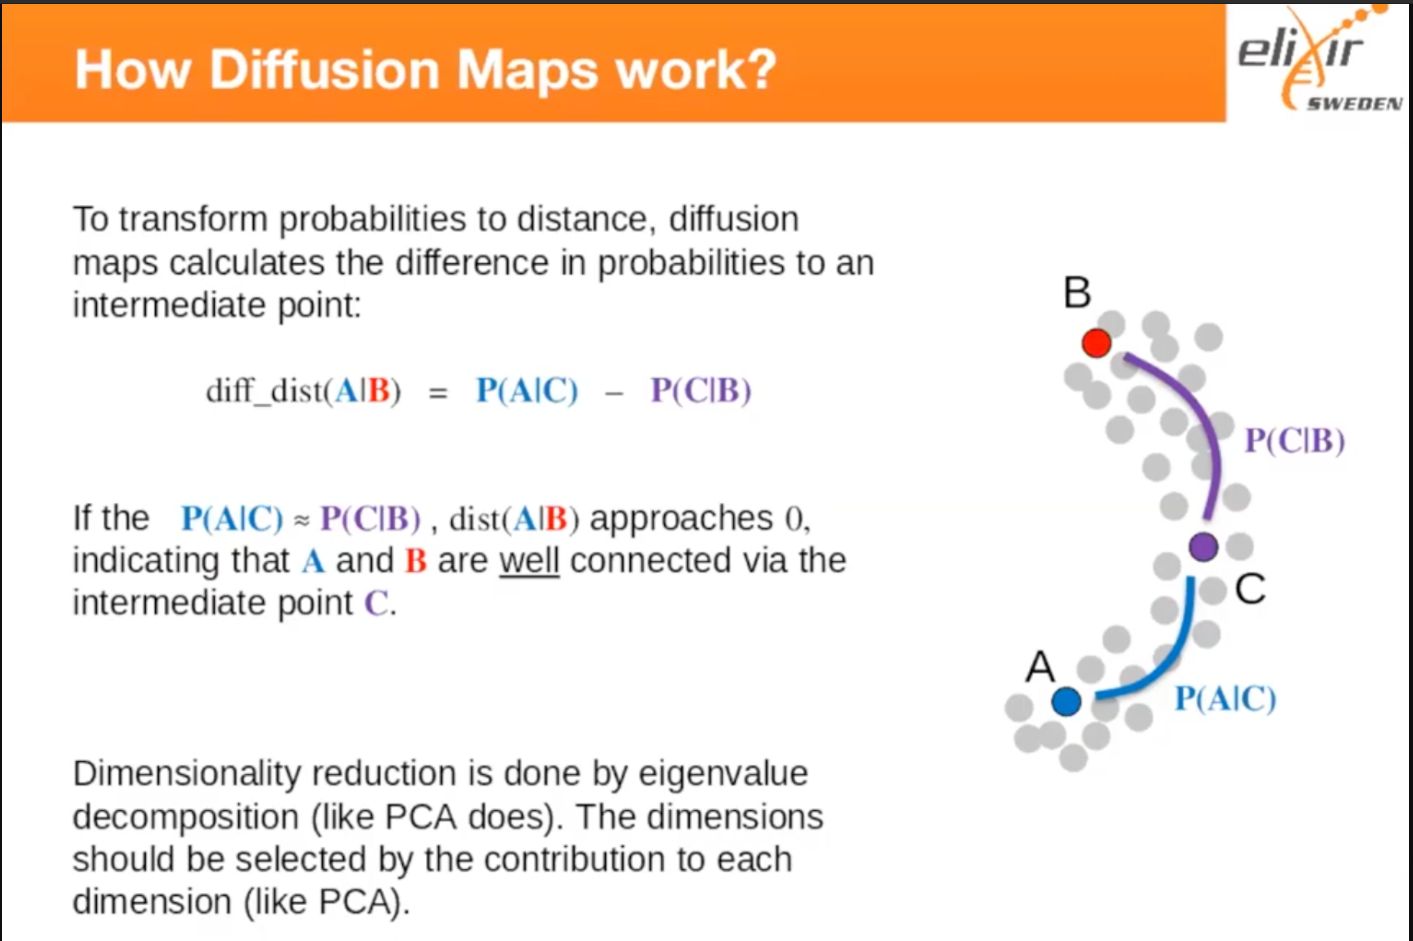 How Diffusion Maps work?
elixir
SWEDEN
To transform probabilities to distance, diffusion
maps calculates the difference in probabilities to an
intermediate point:
diff_dist(A|B) = P(A|C) – P(C|B)
If the P(A|C) ≈ P(C|B) , dist(A|B) approaches 0,
indicating that A and B are well connected via the
intermediate point C.
Dimensionality reduction is done by eigenvalue
decomposition (like PCA does). The dimensions
should be selected by the contribution to each
dimension (like PCA).
B
P(C|B)
C
A
P(A|C)